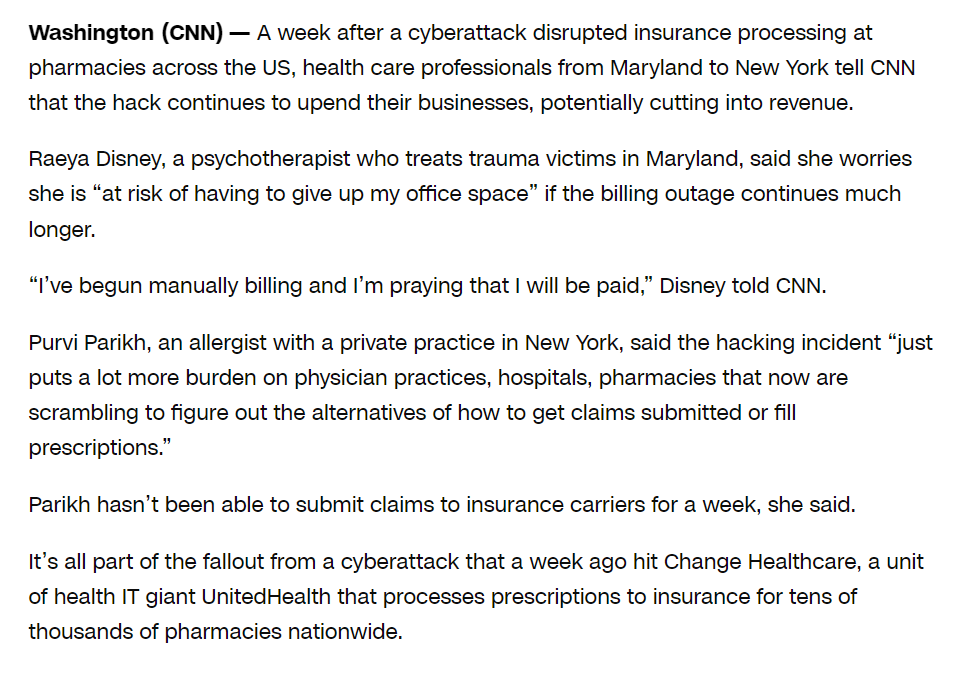 Washington (CNN) — A week after a cyberattack disrupted insurance processing at
pharmacies across the US, health care professionals from Maryland to New York tell CNN
that the hack continues to upend their businesses, potentially cutting into revenue.
Raeya Disney, a psychotherapist who treats trauma victims in Maryland, said she worries
she is “at risk of having to give up my office space” if the billing outage continues much
longer.
“I’ve begun manually billing and I’m praying that I will be paid,” Disney told CNN.
Purvi Parikh, an allergist with a private practice in New York, said the hacking incident “just
puts a lot more burden on physician practices, hospitals, pharmacies that now are
scrambling to figure out the alternatives of how to get claims submitted or fill
prescriptions.”
Parikh hasn’t been able to submit claims to insurance carriers for a week, she said.
It’s all part of the fallout from a cyberattack that a week ago hit Change Healthcare, a unit
of health IT giant UnitedHealth that processes prescriptions to insurance for tens of
thousands of pharmacies nationwide.